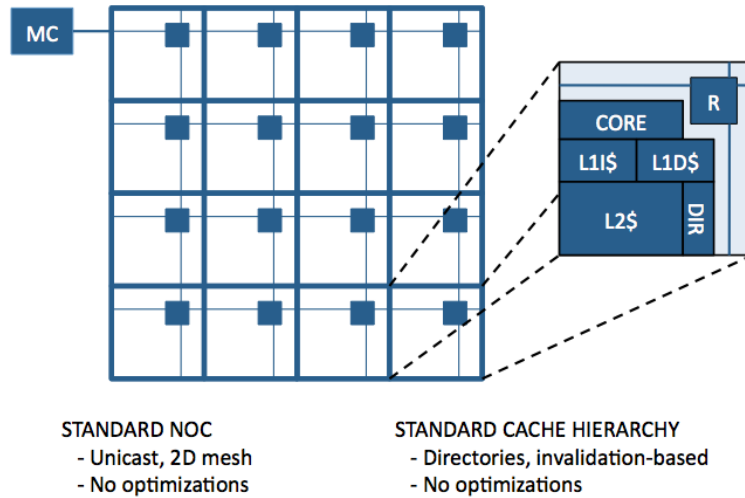 MC
R
CORE
L1I$ L1D$
L2$ DIR
STANDARD NOC
- Unicast, 2D mesh
- No optimizations
STANDARD CACHE HIERARCHY
- Directories, invalidation-based
- No optimizations